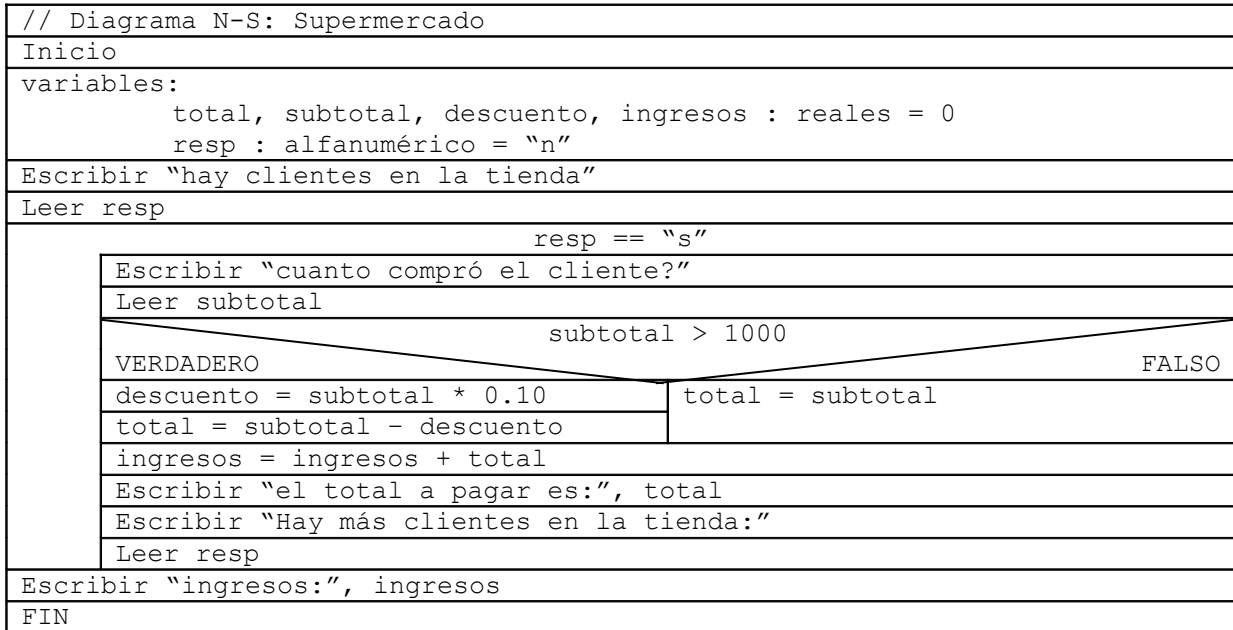 // Diagrama N-S: Supermercado
Inicio
variables:
total, subtotal, descuento, ingresos : reales = 0
resp : alfanumérico = “n”
Escribir “hay clientes en la tienda”
Leer resp
resp == “s”
Escribir “cuanto compró el cliente?”
Leer subtotal
subtotal > 1000
VERDADERO FALSO
descuento = subtotal * 0.10 total = subtotal
total = subtotal – descuento
ingresos = ingresos + total
Escribir “el total a pagar es:”, total
Escribir “Hay más clientes en la tienda:”
Leer resp
Escribir “ingresos:”, ingresos
FIN